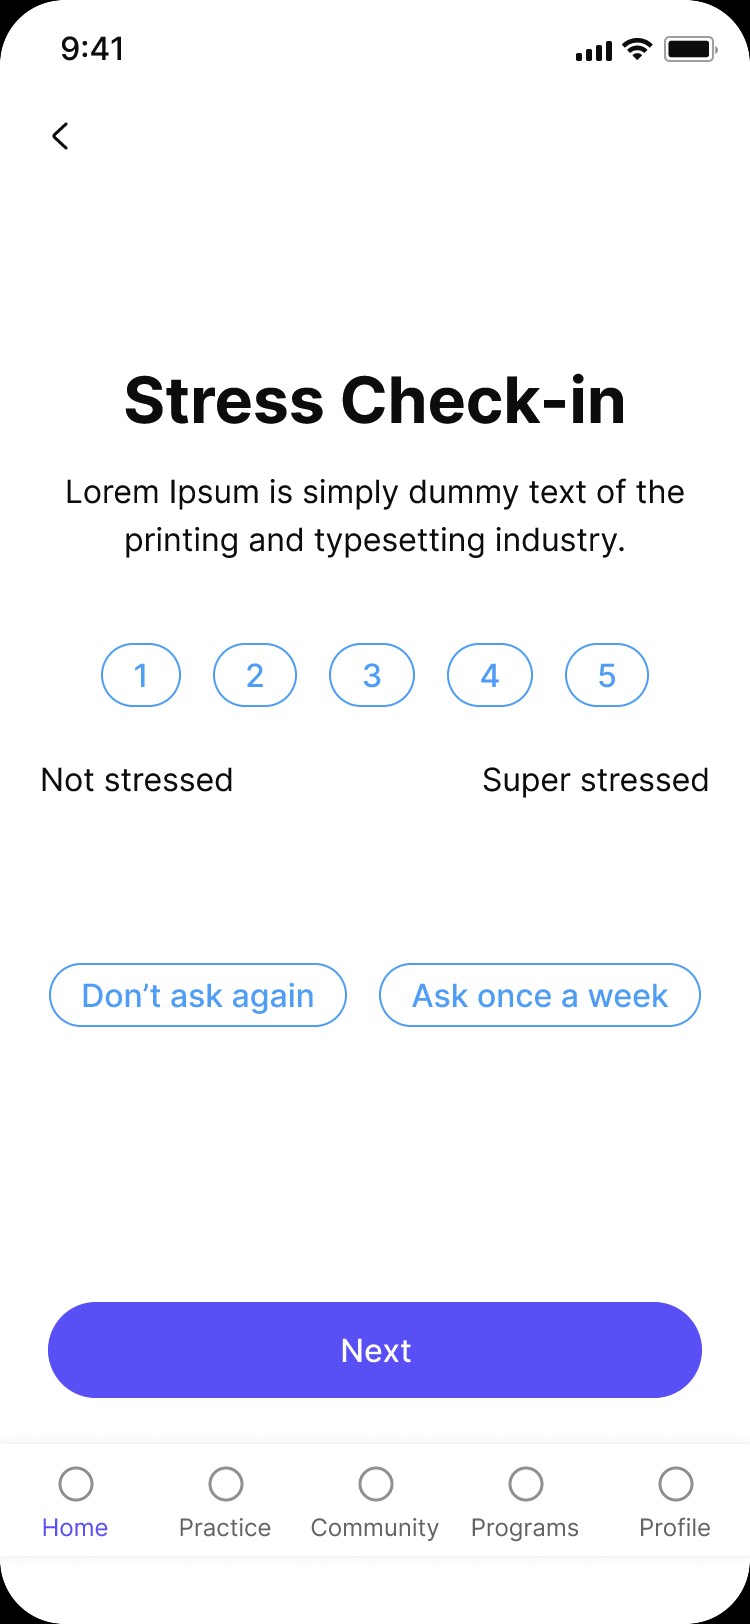 9:41
Stress Check-in
Lorem Ipsum is simply dummy text of the
printing and typesetting industry.
1 2 3 4 5
Not stressed Super stressed
Don’t ask again Ask once a week
Next
Home Practice Community Programs Profile